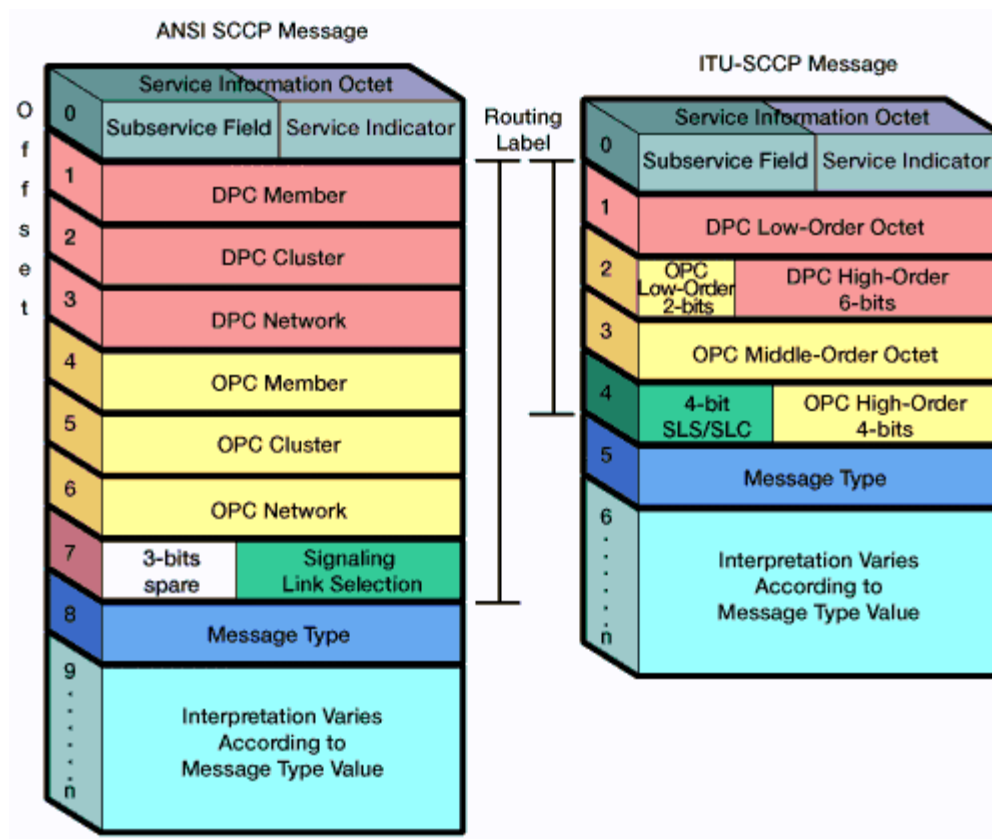 ANSI SCCP Message
Offset
0
Service Information Octet
Subservice Field
Service Indicator
1
DPC Member
2
DPC Cluster
3
DPC Network
4
OPC Member
5
OPC Cluster
6
OPC Network
7
3-bits
spare
Signaling
Link Selection
8
Message Type
9
n
Interpretation Varies
According to
Message Type Value
Routing
Label
ITU-SCCP Message
0
Service Information Octet
Subservice Field
Service Indicator
1
DPC Low-Order Octet
2
OPC
Low-Order
2-bits
DPC High-Order
6-bits
3
OPC Middle-Order Octet
4
4-bit
SLS/SLC
OPC High-Order
4-bits
5
Message Type
6
n
Interpretation Varies
According to
Message Type Value